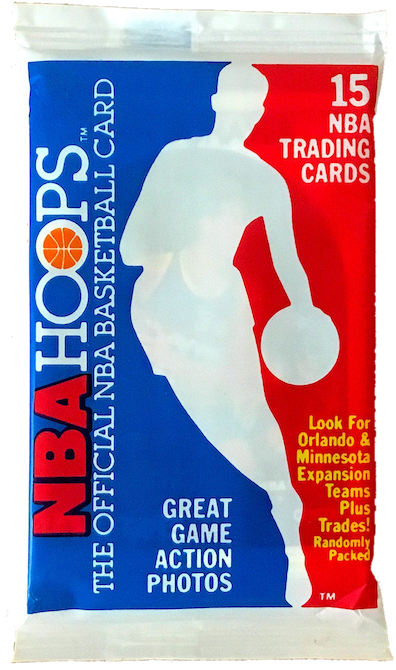 15
NBA
TRADING
CARDS
NBA HOOPS™
THE OFFICIAL NBA BASKETBALL CARD
Look For
Orlando &
Minnesota
Expansion
Teams
Plus
Trades!
Randomly
Packed
GREAT
GAME
ACTION
PHOTOS
TM